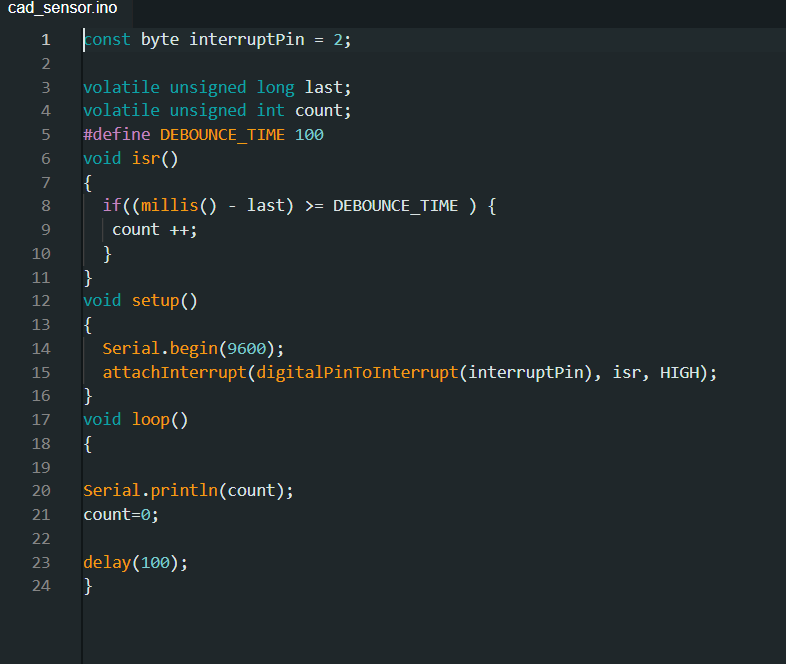 cad_sensor.ino
1 const byte interruptPin = 2;
2
3 volatile unsigned long last;
4 volatile unsigned int count;
5 #define DEBOUNCE_TIME 100
6 void isr()
7 {
8   if((millis() - last) >= DEBOUNCE_TIME ) {
9    count ++;
10   }
11 }
12 void setup()
13 {
14   Serial.begin(9600);
15   attachInterrupt(digitalPinToInterrupt(interruptPin), isr, HIGH);
16 }
17 void loop()
18 {
19
20 Serial.println(count);
21 count=0;
22
23 delay(100);
24 }